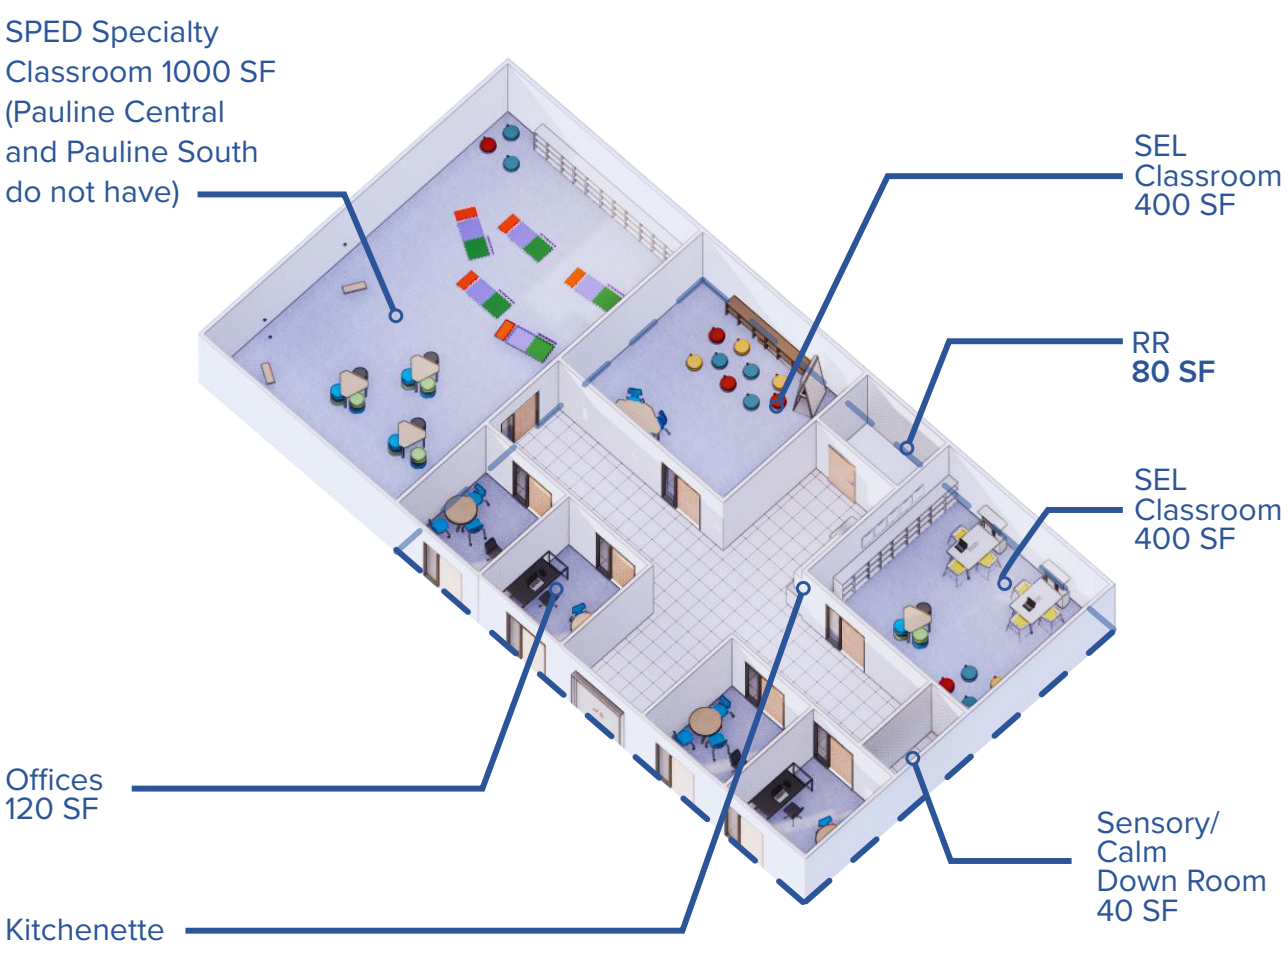 SPED Specialty
Classroom 1000 SF
(Pauline Central
and Pauline South
do not have)
SEL
Classroom
400 SF
RR
80 SF
SEL
Classroom
400 SF
Offices
120 SF
Sensory/
Calm
Down Room
40 SF
Kitchenette